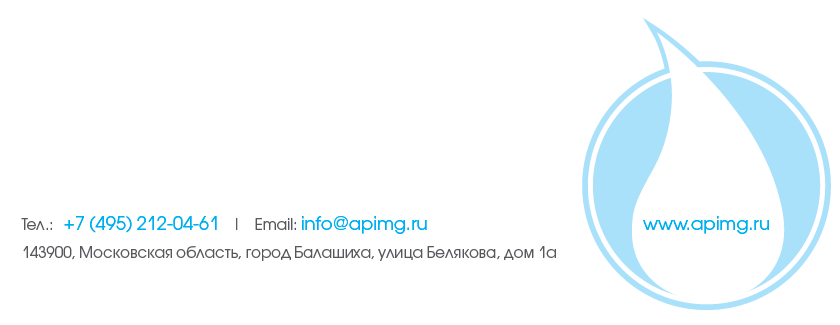 Тел.: +7 (495) 212-04-61 | Email: info@apimg.ru
143900, Московская область, город Балашиха, улица Белякова, дом 1а
www.apimg.ru